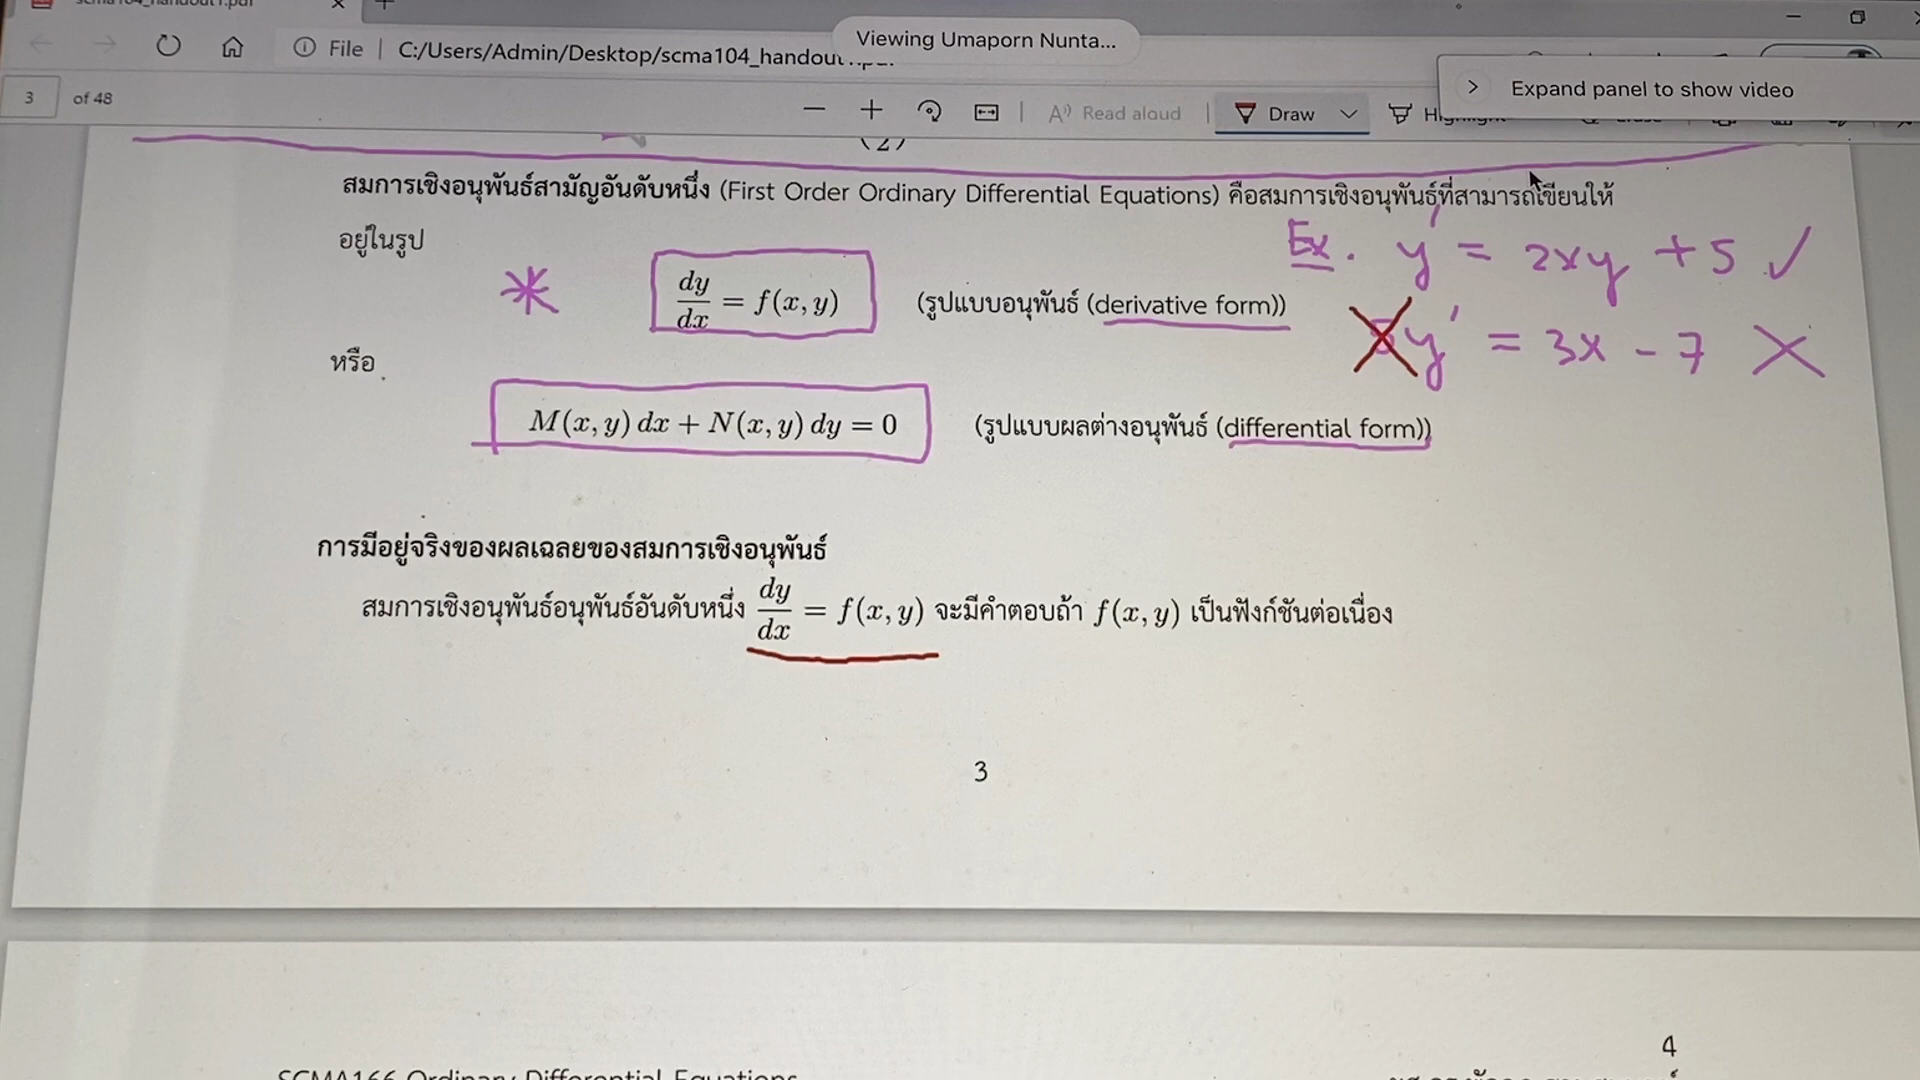 File | C:/Users/Admin/Desktop/scma104_handout1.pdf
Viewing Umaporn Nunta...
Expand panel to show video
3 of 48
Read aloud
Draw
(2)
สมการเชิงอนุพันธ์สามัญอันดับหนึ่ง (First Order Ordinary Differential Equations) คือสมการเชิงอนุพันธ์ที่สามารถเขียนให้
อยู่ในรูป
Ex. y' = 2xy + 5 ✓
dy/dx = f(x, y) (รูปแบบอนุพันธ์ (derivative form))
y' = 3x - 7 ✗
หรือ
M(x, y) dx + N(x, y) dy = 0 (รูปแบบผลต่างอนุพันธ์ (differential form))
การมีอยู่จริงของผลเฉลยของสมการเชิงอนุพันธ์
สมการเชิงอนุพันธ์อนุพันธ์อันดับหนึ่ง dy/dx = f(x, y) จะมีคำตอบถ้า f(x, y) เป็นฟังก์ชันต่อเนื่อง
3
4
SCMA166 Ordinary Differential Equations